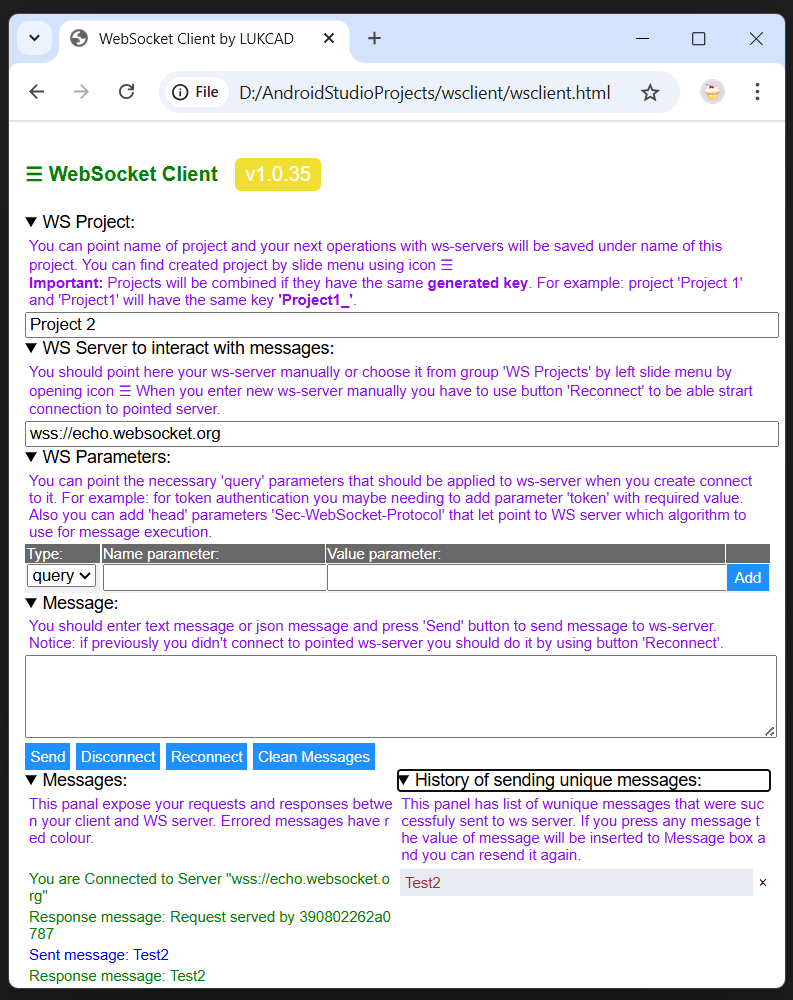 WebSocket Client by LUKCAD
File D:/AndroidStudioProjects/wsclient/wsclient.html
☰ WebSocket Client v1.0.35
▼ WS Project:
You can point name of project and your next operations with ws-servers will be saved under name of this
project. You can find created project by slide menu using icon ☰
Important: Projects will be combined if they have the same generated key. For example: project 'Project 1'
and 'Project1' will have the same key 'Project1_'.
Project 2
▼ WS Server to interact with messages:
You should point here your ws-server manually or choose it from group 'WS Projects' by left slide menu by
opening icon ☰ When you enter new ws-server manually you have to use button 'Reconnect' to be able strart
connection to pointed server.
wss://echo.websocket.org
▼ WS Parameters:
You can point the necessary 'query' parameters that should be applied to ws-server when you create connect
to it. For example: for token authentication you maybe needing to add parameter 'token' with required value.
Also you can add 'head' parameters 'Sec-WebSocket-Protocol' that let point to WS server which algorithm to
use for message execution.
Type: Name parameter: Value parameter:
query Add
▼ Message:
You should enter text message or json message and press 'Send' button to send message to ws-server.
Notice: if previously you didn't connect to pointed ws-server you should do it by using button 'Reconnect'.
Send Disconnect Reconnect Clean Messages
▼ Messages:
This panal expose your requests and responses betwe
n your client and WS server. Errored messages have r
ed colour.
You are Connected to Server "wss://echo.websocket.o
rg"
Response message: Request served by 390802262a0
787
Sent message: Test2
Response message: Test2
▼ History of sending unique messages:
This panel has list of wunique messages that were suc
cessfuly sent to ws server. If you press any message t
he value of message will be inserted to Message box a
nd you can resend it again.
Test2 x